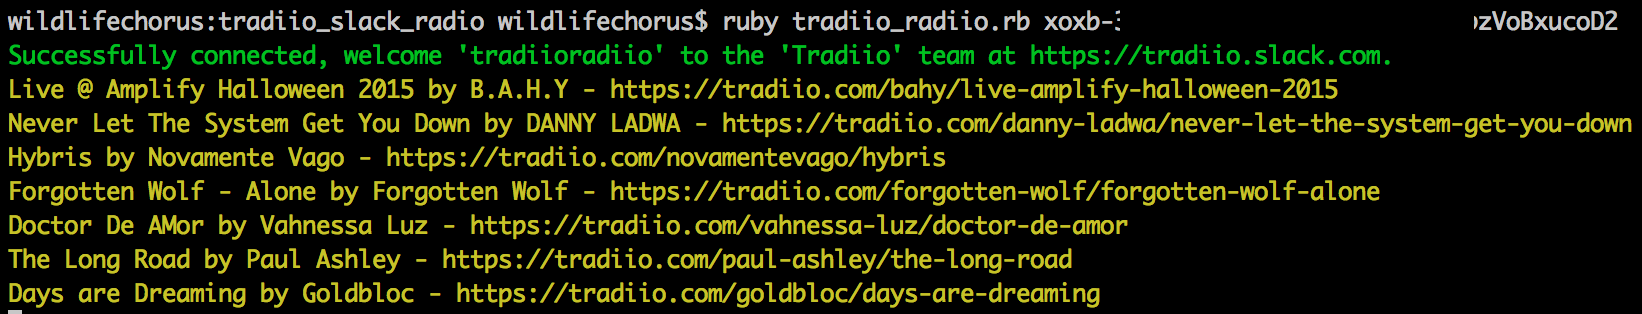 wildlifechorus:tradiio_slack_radio wildlifechorus$ ruby tradiio_radiio.rb xoxb-
Successfully connected, welcome 'tradiioradiio' to the 'Tradiio' team at https://tradiio.slack.com.
Live @ Amplify Halloween 2015 by B.A.H.Y - https://tradiio.com/bahy/live-amplify-halloween-2015
Never Let The System Get You Down by DANNY LADWA - https://tradiio.com/danny-ladwa/never-let-the-system-get-you-down
Hybris by Novamente Vago - https://tradiio.com/novamentevago/hybris
Forgotten Wolf - Alone by Forgotten Wolf - https://tradiio.com/forgotten-wolf/forgotten-wolf-alone
Doctor De AMor by Vahnessa Luz - https://tradiio.com/vahnessa-luz/doctor-de-amor
The Long Road by Paul Ashley - https://tradiio.com/paul-ashley/the-long-road
Days are Dreaming by Goldbloc - https://tradiio.com/goldbloc/days-are-dreaming